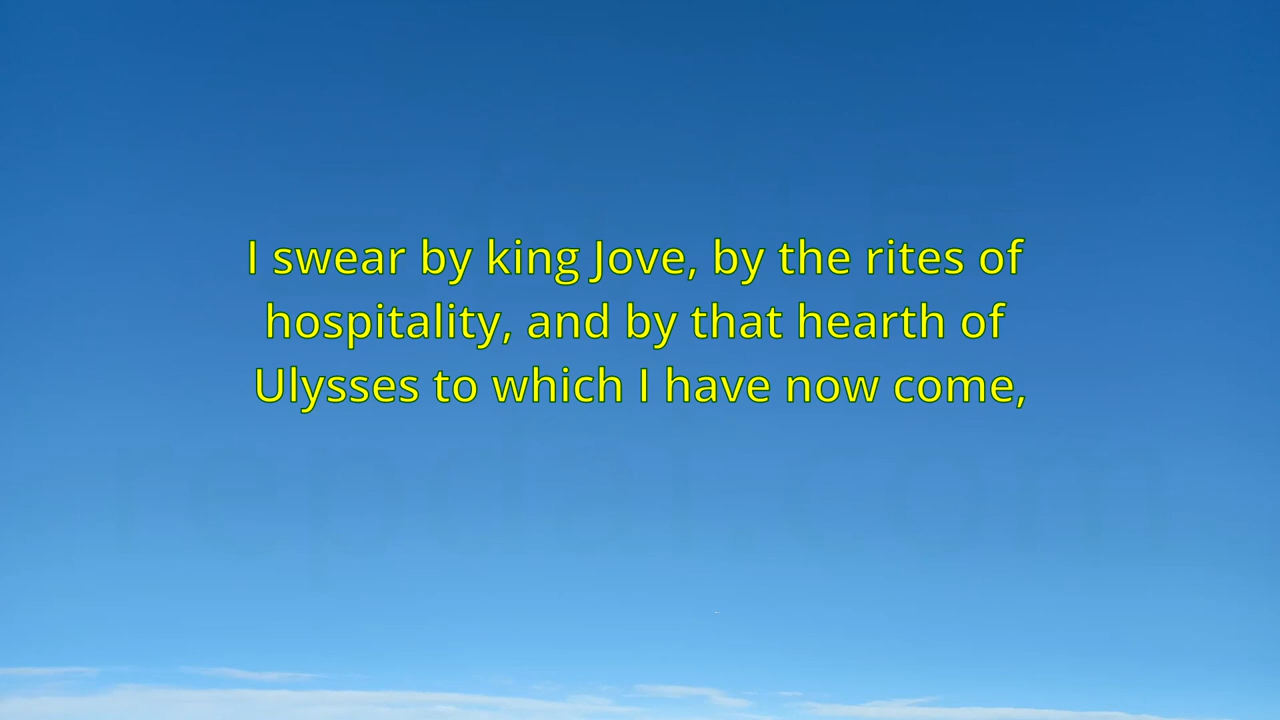 I swear by king Jove, by the rites of
hospitality, and by that hearth of
Ulysses to which I have now come,